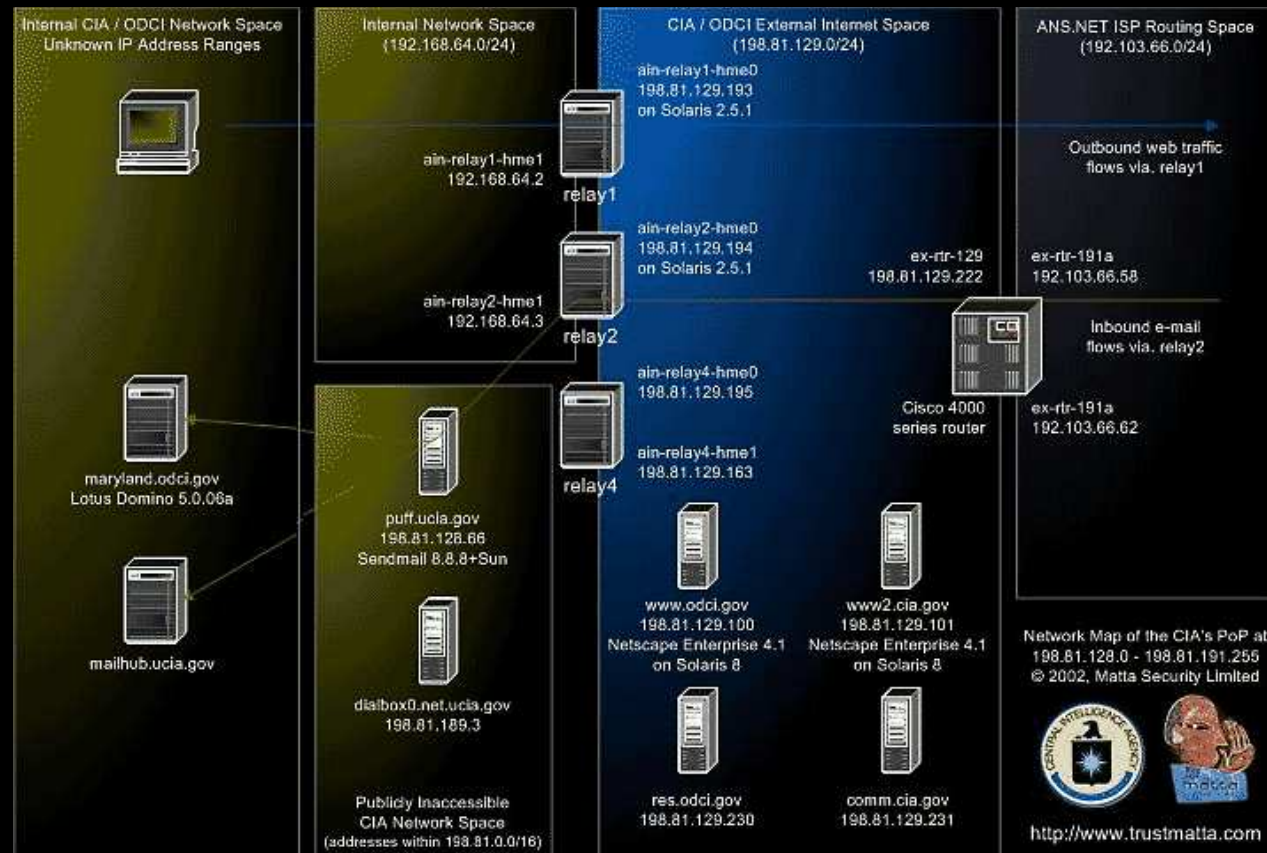 Internal CIA / ODCI Network Space
Unknown IP Address Ranges
maryland.odci.gov
Lotus Domino 5.0.06a
mailhub.ucia.gov
Internal Network Space
(192.168.64.0/24)
ain-relay1-hme1
192.168.64.2
relay1
ain-relay2-hme1
192.168.64.3
relay2
relay4
puff.ucia.gov
198.81.128.66
Sendmail 8.8.8+Sun
dialbox0.net.ucia.gov
198.81.189.3
Publicly Inaccessible
CIA Network Space
(addresses within 198.81.0.0/16)
CIA / ODCI External Internet Space
(198.81.129.0/24)
ain-relay1-hme0
198.81.129.193
on Solaris 2.5.1
ain-relay2-hme0
198.81.129.194
on Solaris 2.5.1
ex-rtr-129
198.81.129.222
ain-relay4-hme0
198.81.129.195
Cisco 4000
series router
ain-relay4-hme1
198.81.129.163
www.odci.gov
198.81.129.100
Netscape Enterprise 4.1
on Solaris 8
www2.cia.gov
198.81.129.101
Netscape Enterprise 4.1
on Solaris 8
res.odci.gov
198.81.129.230
comm.cia.gov
198.81.129.231
ANS.NET ISP Routing Space
(192.103.66.0/24)
Outbound web traffic
flows via. relay1
ex-rtr-191a
192.103.66.58
Inbound e-mail
flows via. relay2
ex-rtr-191a
192.103.66.62
Network Map of the CIA's PoP at
198.81.128.0 - 198.81.191.255
© 2002, Matta Security Limited
CENTRAL INTELLIGENCE AGENCY
matta
http://www.trustmatta.com